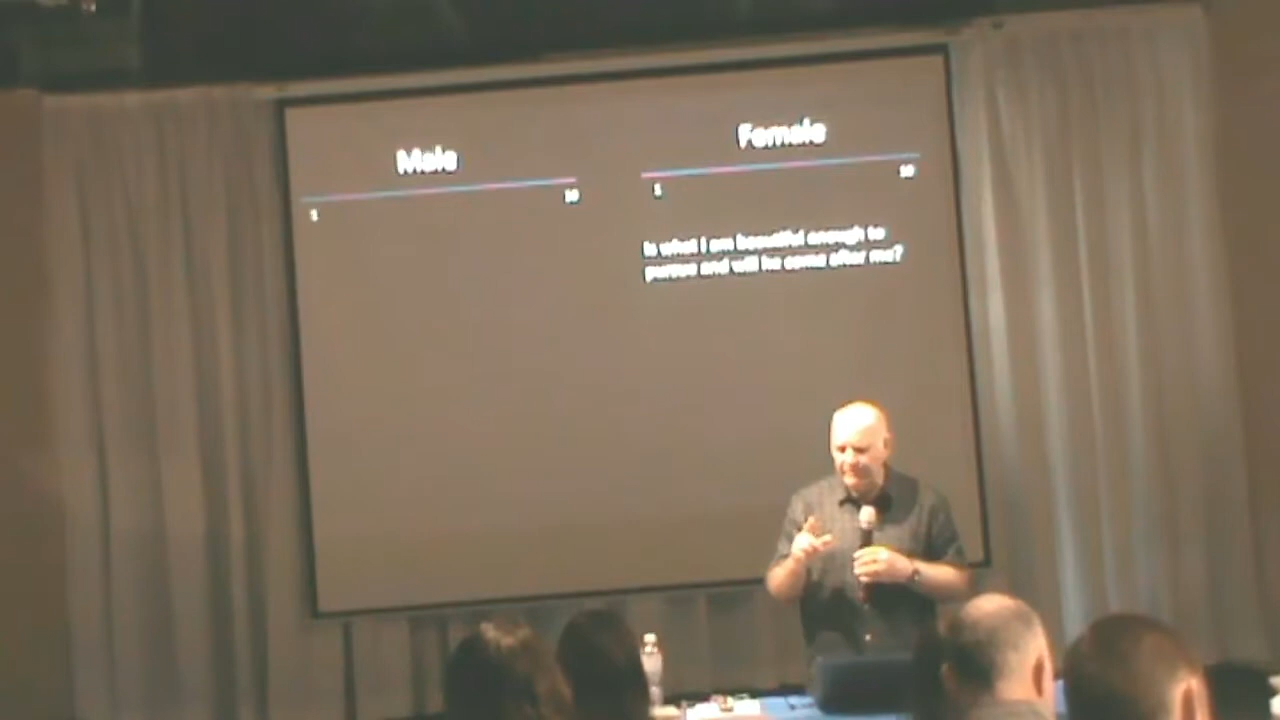 Male
Female
1 10
1 10
Is what I am beautiful enough to
pursue and will he come after me?